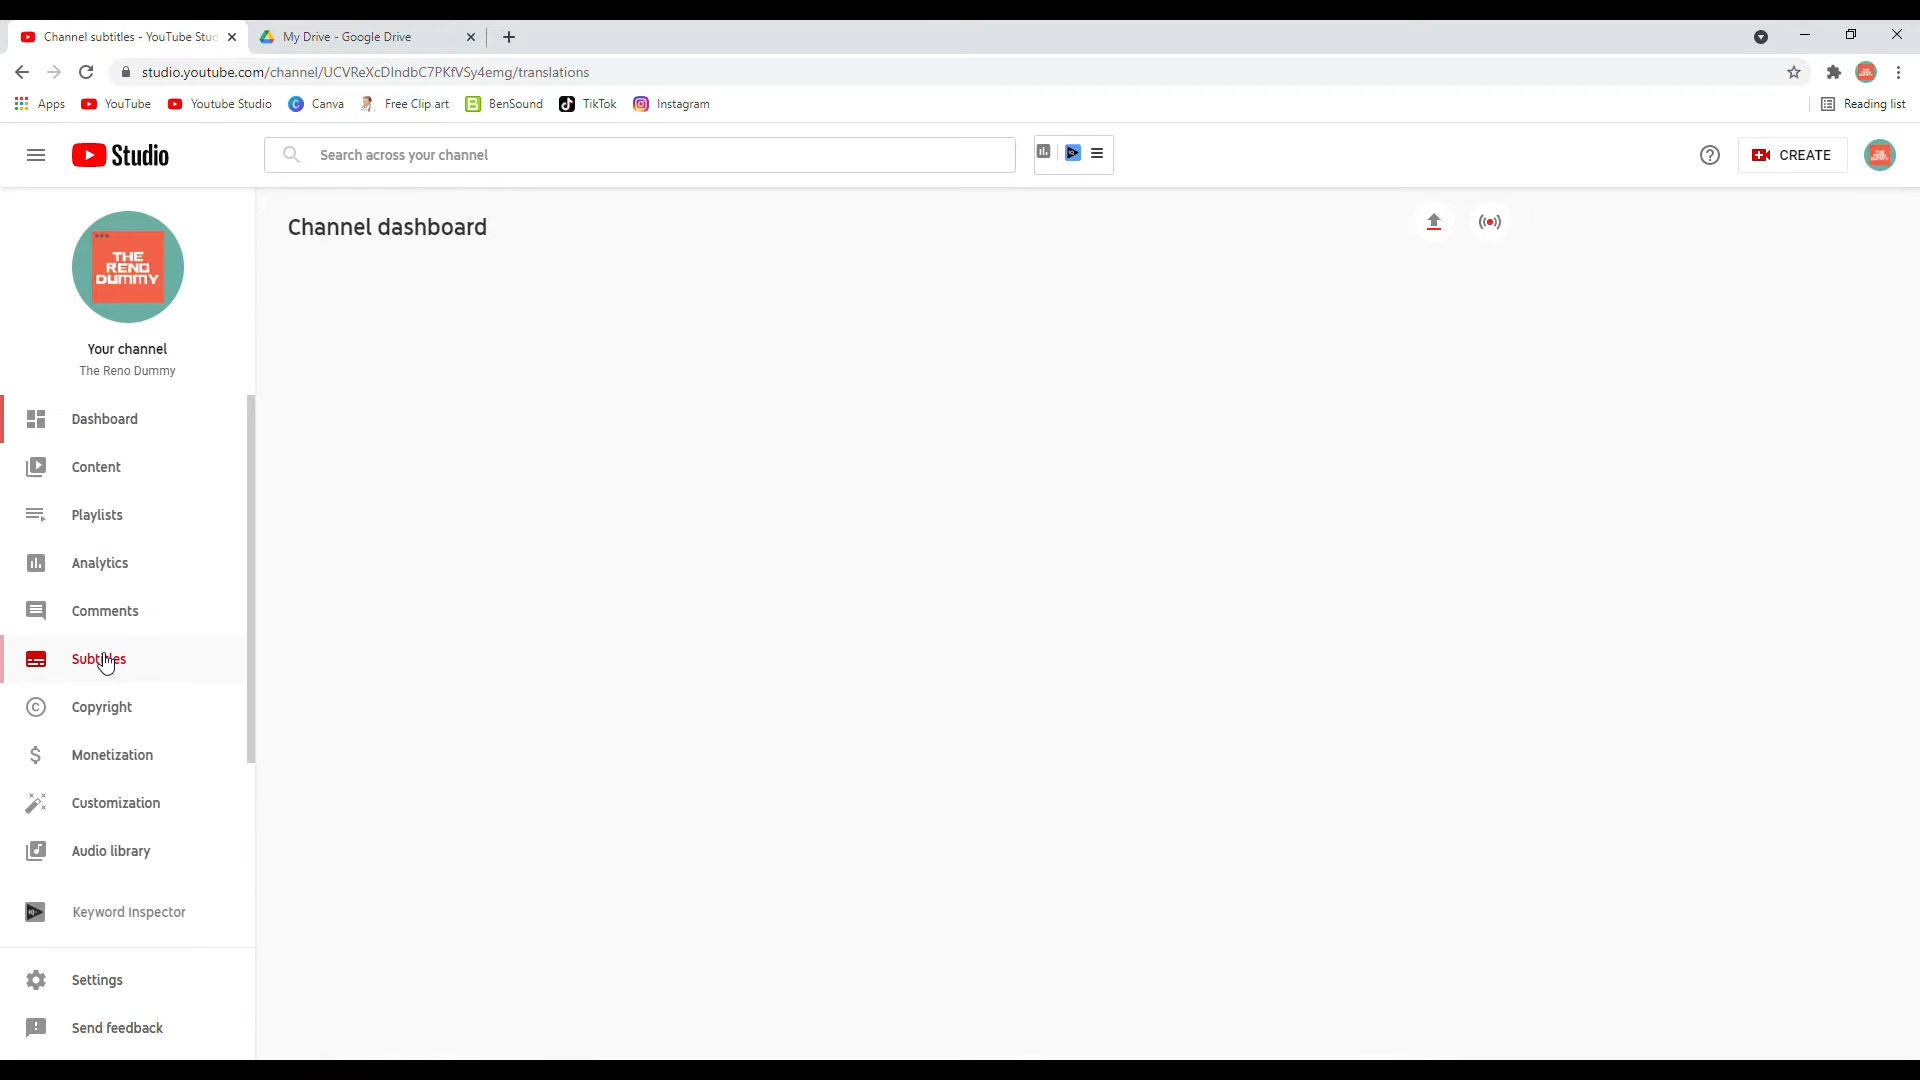 Channel subtitles - YouTube Stud
My Drive - Google Drive
studio.youtube.com/channel/UCVReXcDIndbC7PKfVSy4emg/translations
Apps YouTube Youtube Studio Canva Free Clip art BenSound TikTok Instagram Reading list
Studio
Search across your channel
CREATE
THE
RENO
DUMMY
Your channel
The Reno Dummy
Channel dashboard
Dashboard
Content
Playlists
Analytics
Comments
Subtitles
Copyright
Monetization
Customization
Audio library
Keyword Inspector
Settings
Send feedback